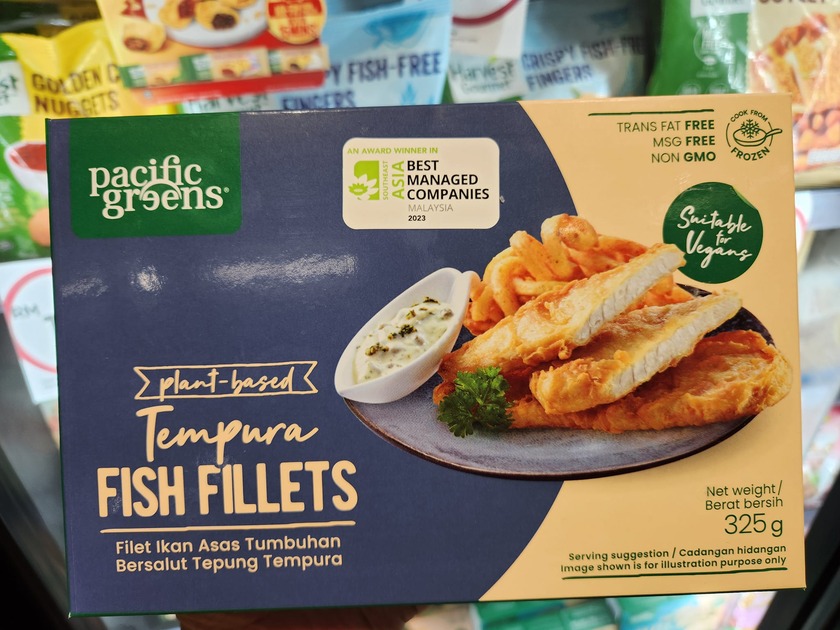 GOLDEN C
NUGGETS
Y FISH-FREE
FINGERS
Harvest
CRISPY FISH-FREE
FINGERS
pacific
greens®
AN AWARD WINNER IN
SOUTHEAST
ASIA
BEST
MANAGED
COMPANIES
MALAYSIA
2023
TRANS FAT FREE
MSG FREE
NON GMO
COOK FROM
FROZEN
Suitable
for
Vegans
plant-based
Tempura
FISH FILLETS
Filet Ikan Asas Tumbuhan
Bersalut Tepung Tempura
Net weight/
Berat bersih
325 g
Serving suggestion / Cadangan hidangan
Image shown is for illustration purpose only
RM